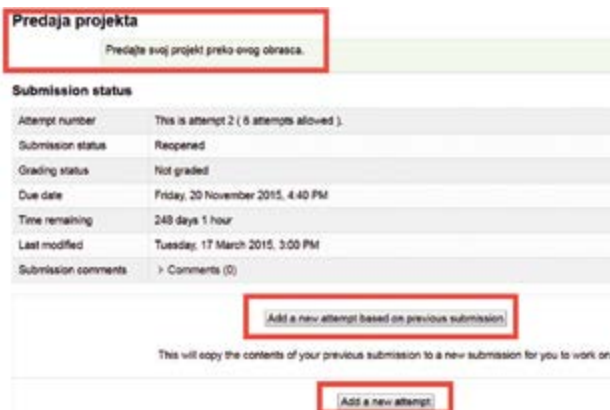 Predaja projekta
Predajte svoj projekt preko ovog obrasca.
Submission status
Attempt number This is attempt 2 ( 6 attempts allowed ).
Submission status Reopened
Grading status Not graded
Due date Friday, 20 November 2015, 4:40 PM
Time remaining 248 days 1 hour
Last modified Tuesday, 17 March 2015, 3:00 PM
Submission comments > Comments (0)
Add a new attempt based on previous submission
This will copy the contents of your previous submission to a new submission for you to work on
Add a new attempt